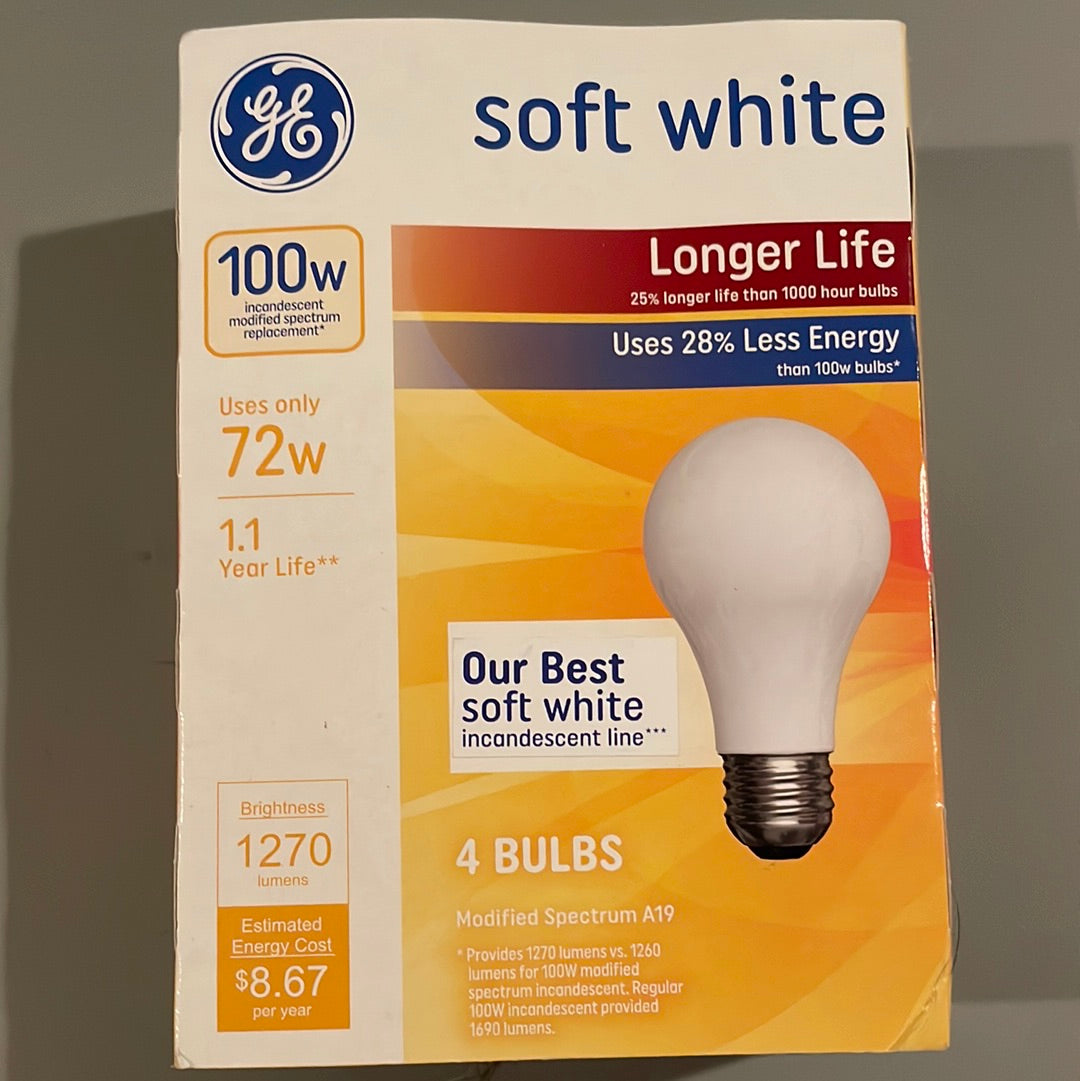 GE
soft white
100w
incandescent
modified spectrum
replacement*
Longer Life
25% longer life than 1000 hour bulbs
Uses 28% Less Energy
than 100w bulbs*
Uses only
72w
1.1
Year Life**
Our Best
soft white
incandescent line***
Brightness
1270
lumens
Estimated
Energy Cost
$8.67
per year
4 BULBS
Modified Spectrum A19
* Provides 1270 lumens vs. 1260
lumens for 100W modified
spectrum incandescent. Regular
100W incandescent provided
1690 lumens.